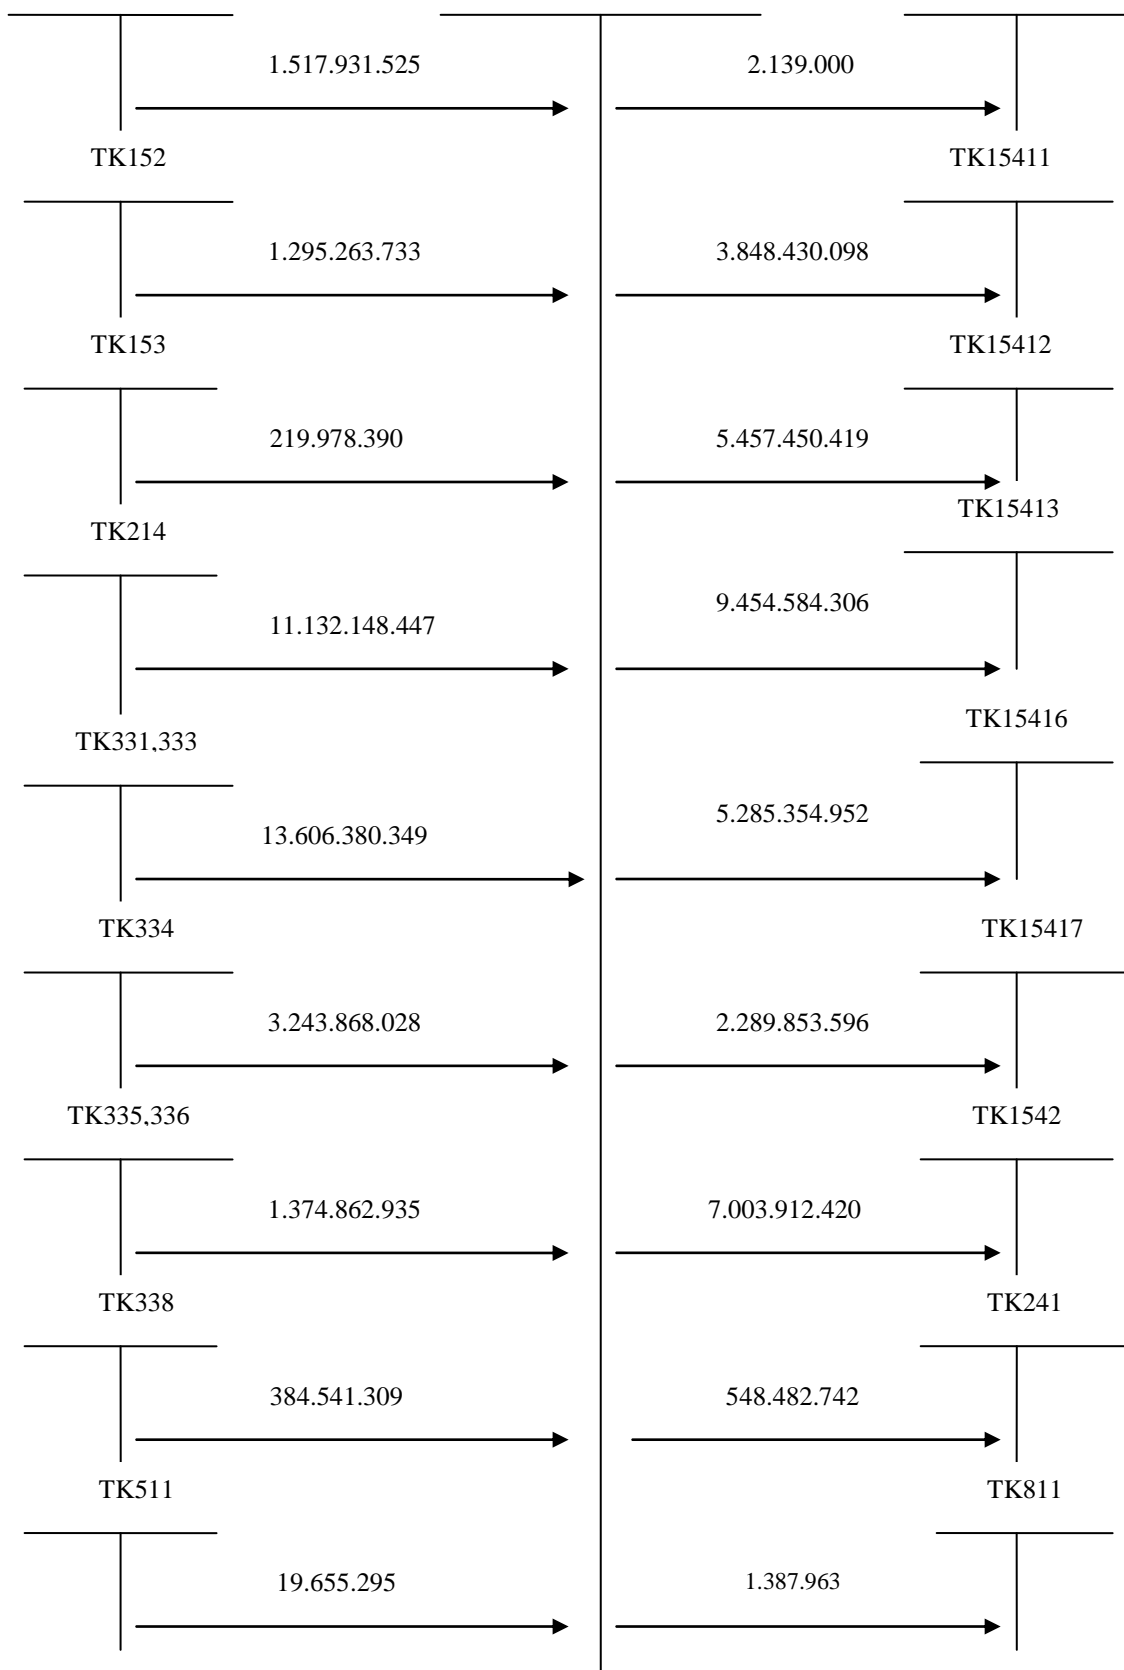 1.517.931.525 2.139.000
TK152 TK15411
1.295.263.733 3.848.430.098
TK153 TK15412
219.978.390 5.457.450.419
TK15413
TK214
9.454.584.306
11.132.148.447
TK15416
TK331,333
5.285.354.952
13.606.380.349
TK334 TK15417
3.243.868.028 2.289.853.596
TK335,336 TK1542
1.374.862.935 7.003.912.420
TK338 TK241
384.541.309 548.482.742
TK511 TK811
19.655.295 1.387.963